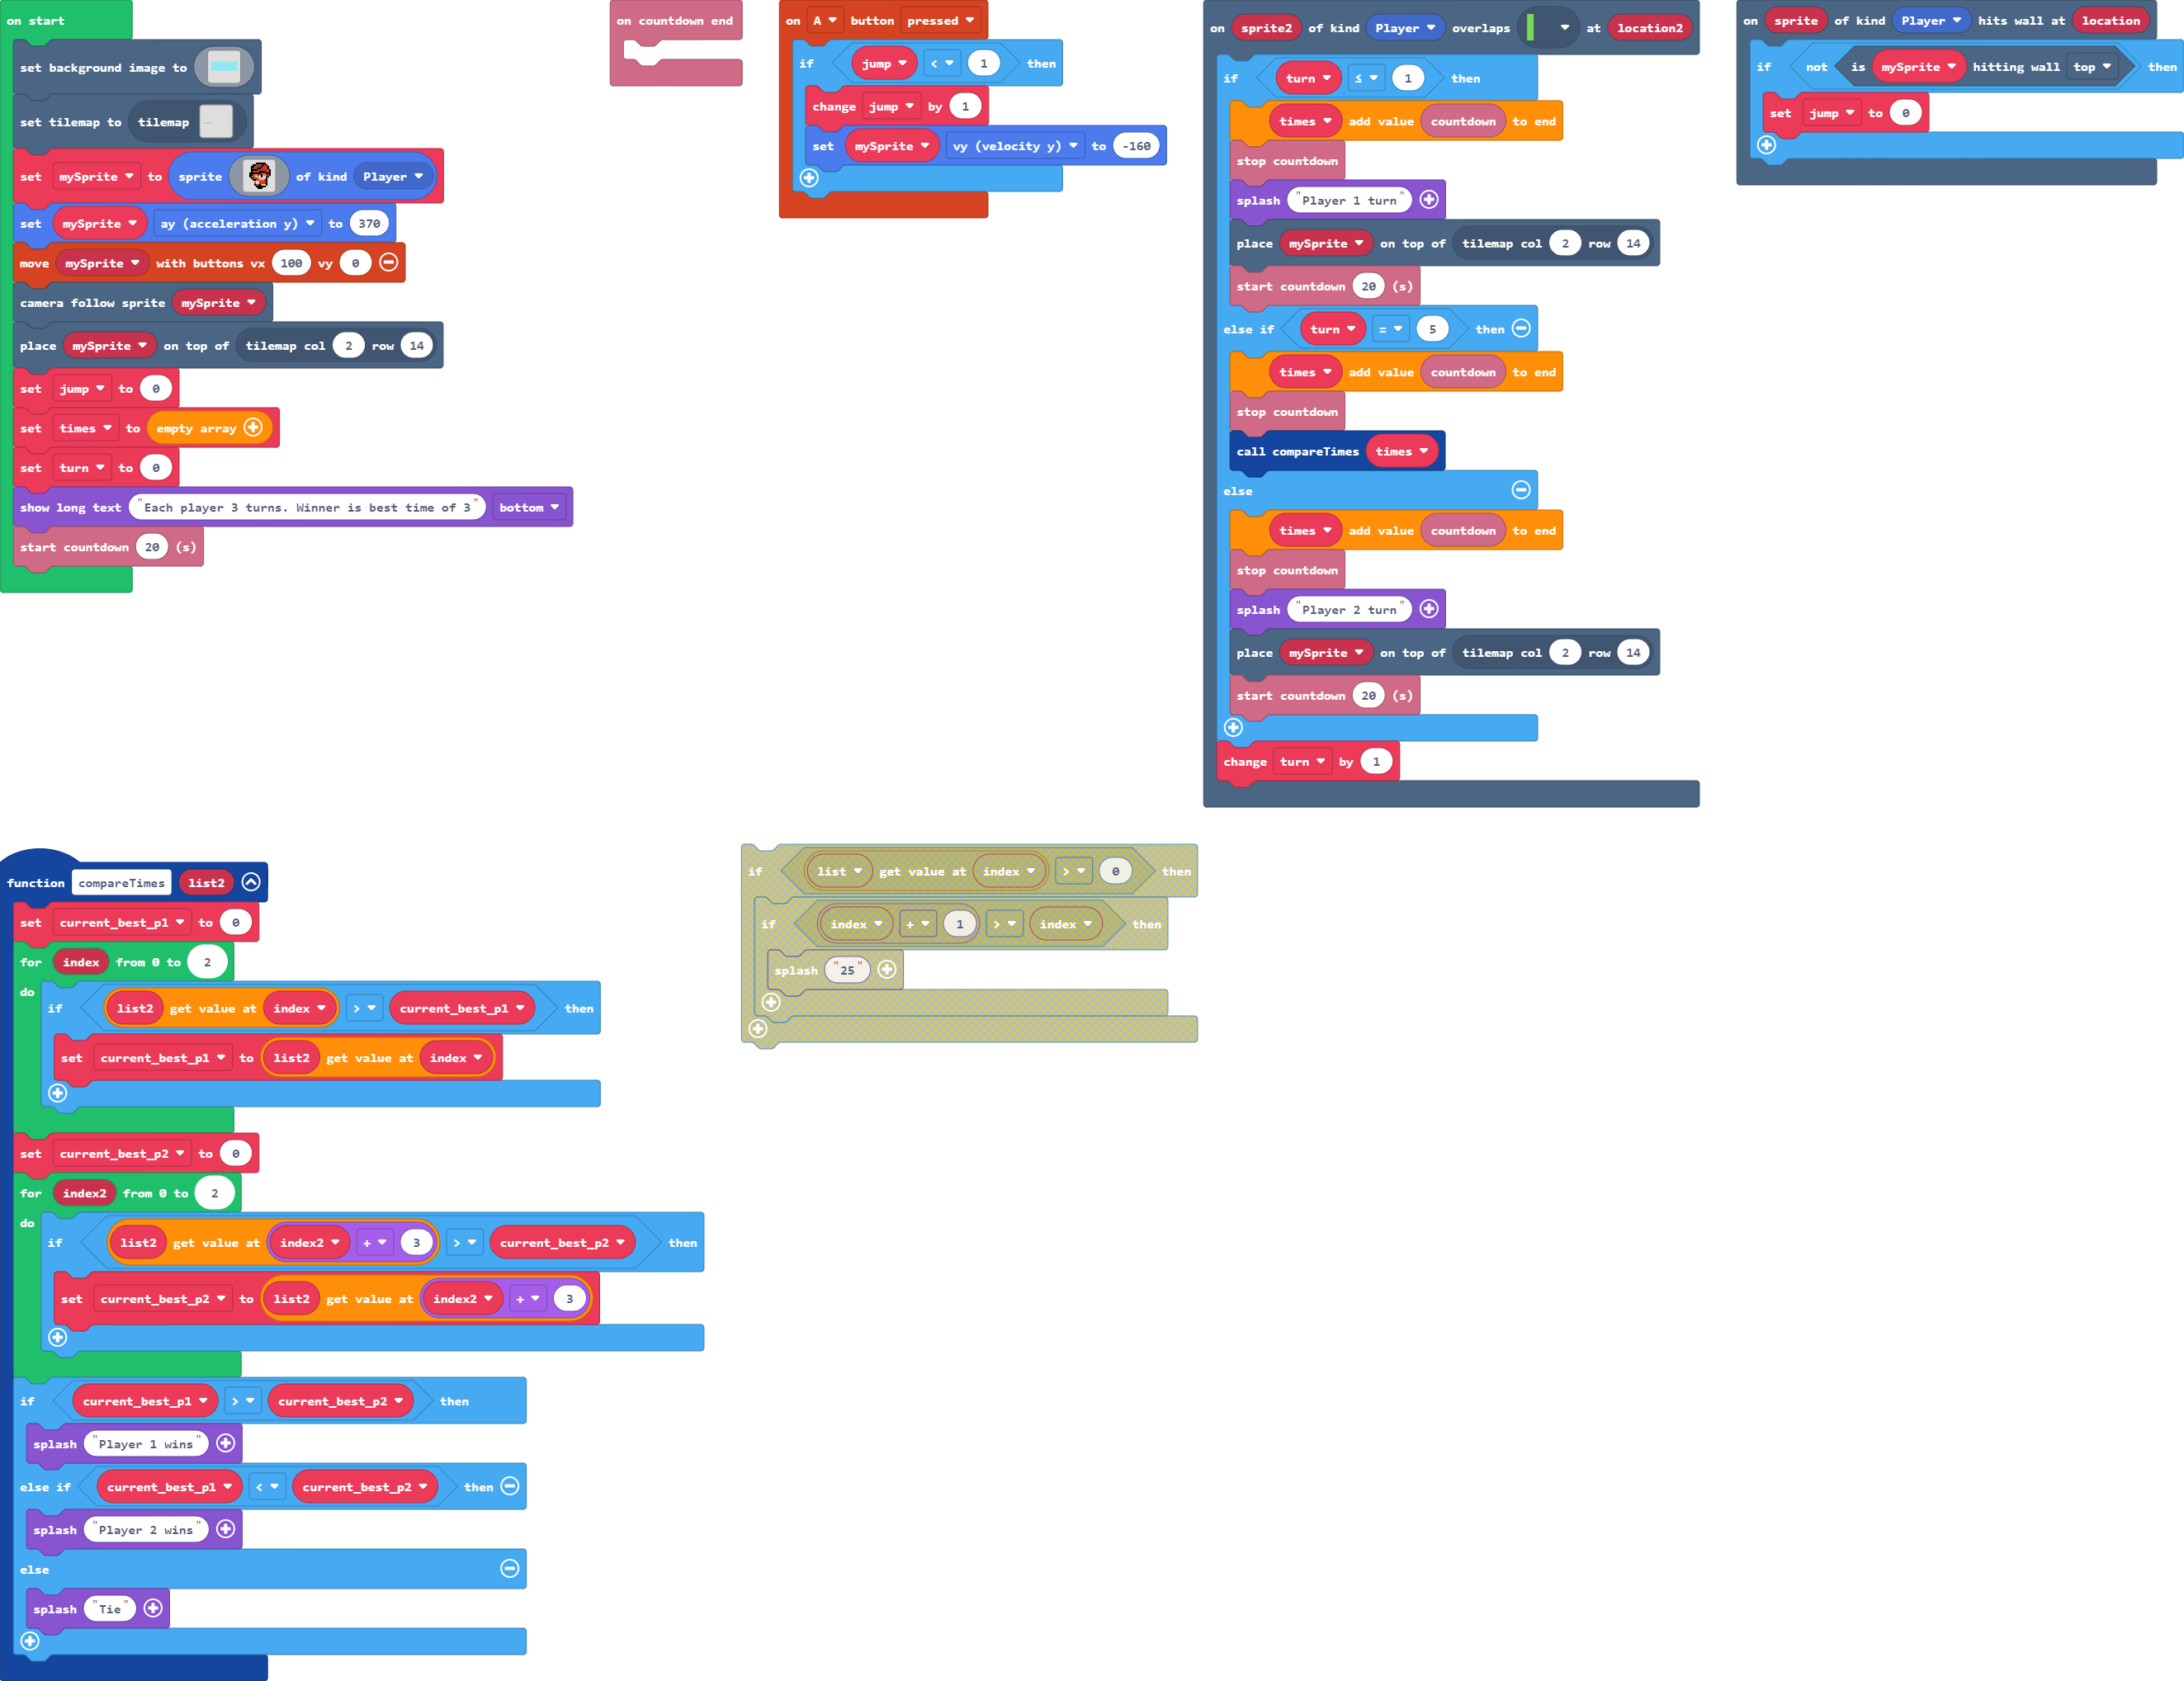 on start
set background image to
set tilemap to tilemap
set mySprite to sprite of kind Player
set mySprite ay (acceleration y) to 370
move mySprite with buttons vx 100 vy 0
camera follow sprite mySprite
place mySprite on top of tilemap col 2 row 14
set jump to 0
set times to empty array
set turn to 0
show long text "Each player 3 turns. Winner is best time of 3" bottom
start countdown 20 (s)
on countdown end
on A button pressed
if jump < 1 then
change jump by 1
set mySprite vy (velocity y) to -160
on sprite2 of kind Player overlaps at location2
if turn ≤ 1 then
times add value countdown to end
stop countdown
splash "Player 1 turn"
place mySprite on top of tilemap col 2 row 14
start countdown 20 (s)
else if turn = 5 then
times add value countdown to end
stop countdown
call compareTimes times
else
times add value countdown to end
stop countdown
splash "Player 2 turn"
place mySprite on top of tilemap col 2 row 14
start countdown 20 (s)
change turn by 1
on sprite of kind Player hits wall at location
if not is mySprite hitting wall top then
set jump to 0
function compareTimes list2
set current_best_p1 to 0
for index from 0 to 2
do if list2 get value at index > current_best_p1 then
set current_best_p1 to list2 get value at index
set current_best_p2 to 0
for index2 from 0 to 2
do if list2 get value at index2 + 3 > current_best_p2 then
set current_best_p2 to list2 get value at index2 + 3
if current_best_p1 > current_best_p2 then
splash "Player 1 wins"
else if current_best_p1 < current_best_p2 then
splash "Player 2 wins"
else
splash "Tie"
if list get value at index > 0 then
if index + 1 > index then
splash "25"